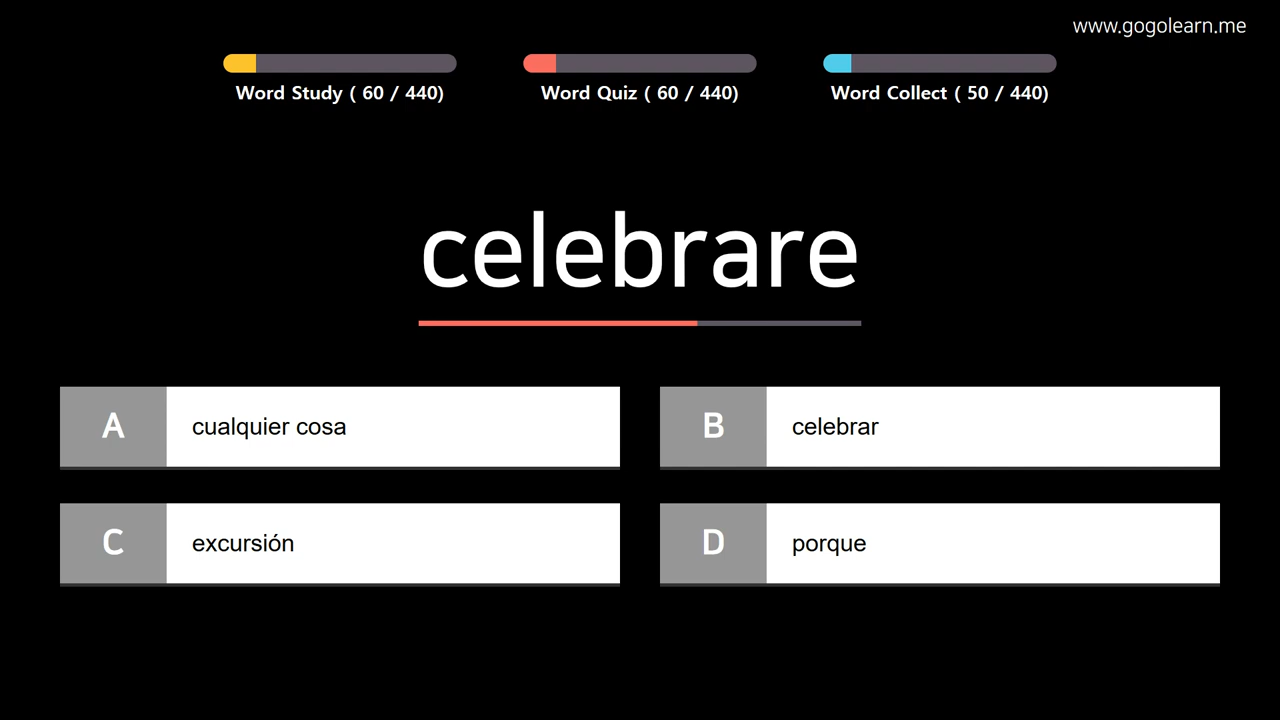 www.gogolearn.me
Word Study ( 60 / 440)
Word Quiz ( 60 / 440)
Word Collect ( 50 / 440)
celebrare
A cualquier cosa
B celebrar
C excursión
D porque